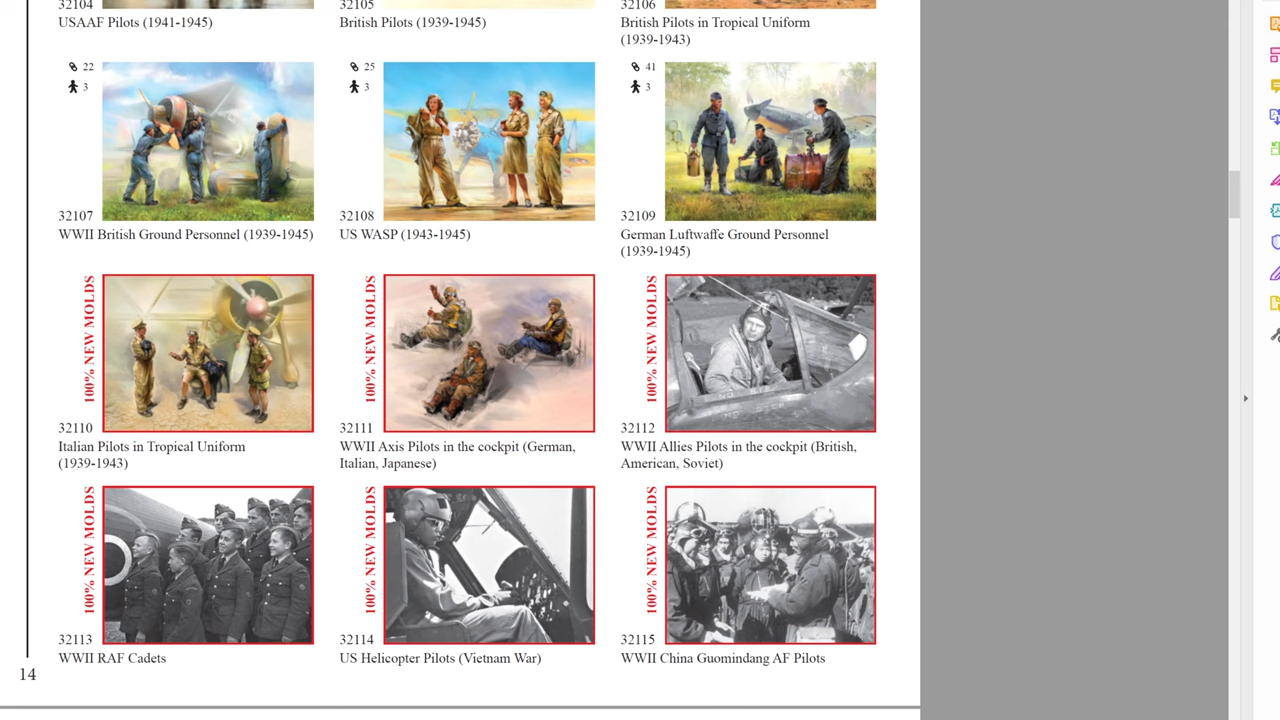 32104
32105
32106
USAAF Pilots (1941-1945)
British Pilots (1939-1945)
British Pilots in Tropical Uniform
(1939-1943)
22
3
25
3
41
3
32107
32108
32109
WWII British Ground Personnel (1939-1945)
US WASP (1943-1945)
German Luftwaffe Ground Personnel
(1939-1945)
100% NEW MOLDS
100% NEW MOLDS
100% NEW MOLDS
32110
32111
32112
Italian Pilots in Tropical Uniform
(1939-1943)
WWII Axis Pilots in the cockpit (German,
Italian, Japanese)
WWII Allies Pilots in the cockpit (British,
American, Soviet)
100% NEW MOLDS
100% NEW MOLDS
100% NEW MOLDS
32113
32114
32115
WWII RAF Cadets
US Helicopter Pilots (Vietnam War)
WWII China Guomindang AF Pilots
14